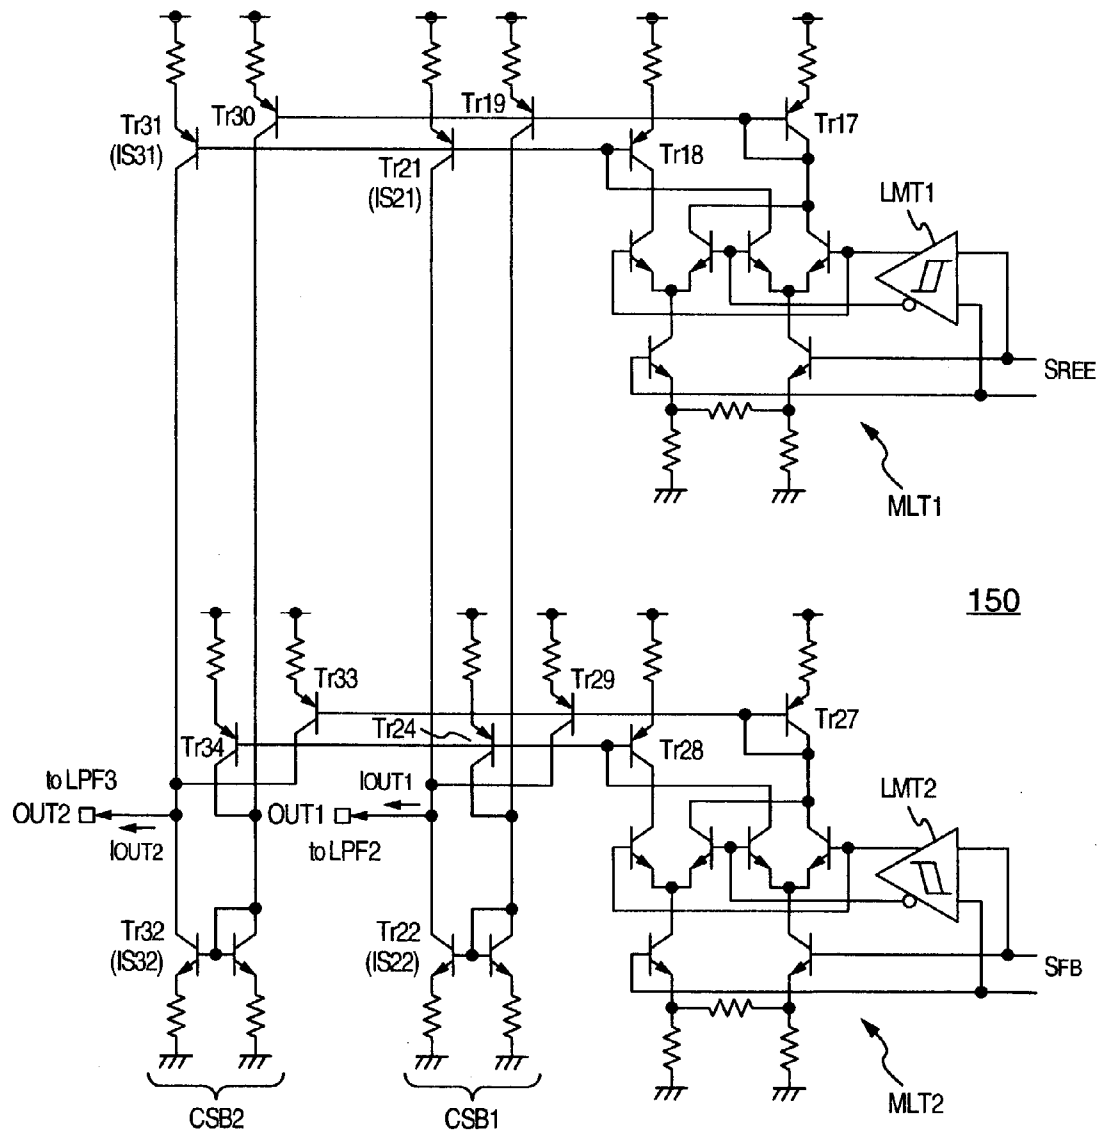 Tr31
(IS31)
Tr30
Tr21
(IS21)
Tr19
Tr18
Tr17
LMT1
SREE
MLT1
150
Tr34
Tr33
Tr24
Tr29
Tr28
Tr27
to LPF3
OUT2
IOUT2
IOUT1
OUT1
to LPF2
LMT2
Tr32
(IS32)
Tr22
(IS22)
SFB
MLT2
CSB2
CSB1